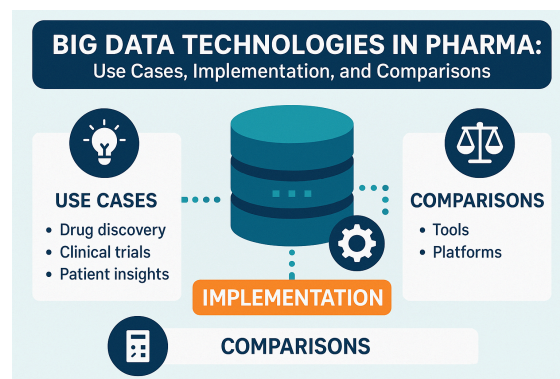 BIG DATA TECHNOLOGIES IN PHARMA:
Use Cases, Implementation, and Comparisons
USE CASES
• Drug discovery
• Clinical trials
• Patient insights
COMPARISONS
• Tools
• Platforms
IMPLEMENTATION
COMPARISONS